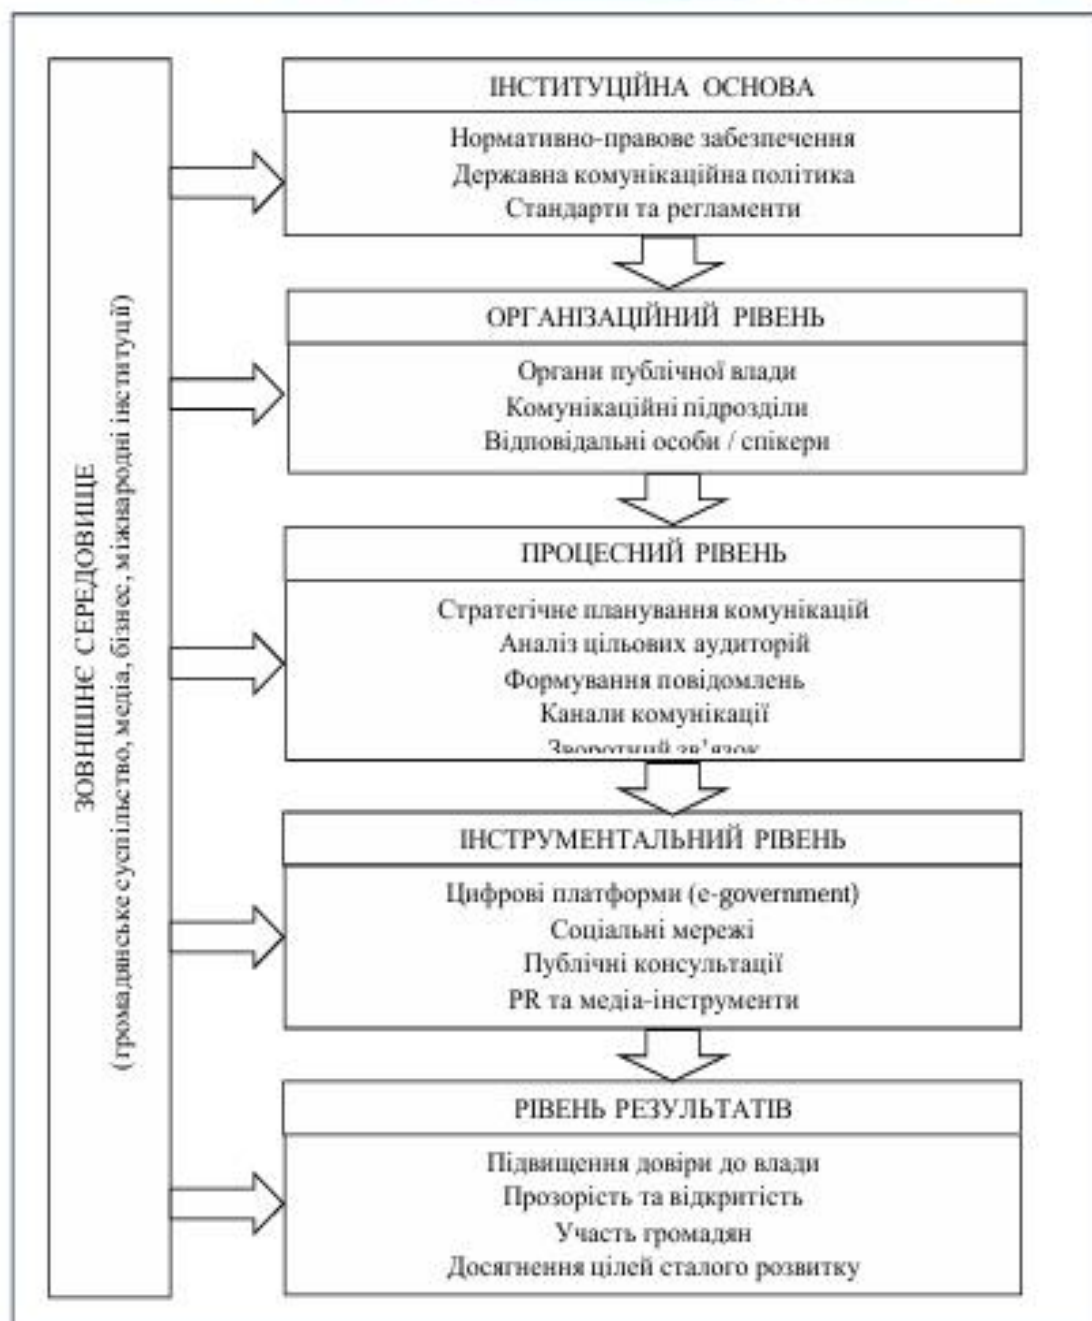 ЗОВНІШНЄ СЕРЕДОВИЩЕ
(громадянське суспільство, медіа, бізнес, міжнародні інституції)
ІНСТИТУЦІЙНА ОСНОВА
Нормативно-правове забезпечення
Державна комунікаційна політика
Стандарти та регламенти
ОРГАНІЗАЦІЙНИЙ РІВЕНЬ
Органи публічної влади
Комунікаційні підрозділи
Відповідальні особи / спікери
ПРОЦЕСНИЙ РІВЕНЬ
Стратегічне планування комунікацій
Аналіз цільових аудиторій
Формування повідомлень
Канали комунікації
Зворотний зв’язок
ІНСТРУМЕНТАЛЬНИЙ РІВЕНЬ
Цифрові платформи (e-government)
Соціальні мережі
Публічні консультації
PR та медіа-інструменти
РІВЕНЬ РЕЗУЛЬТАТІВ
Підвищення довіри до влади
Прозорість та відкритість
Участь громадян
Досягнення цілей сталого розвитку